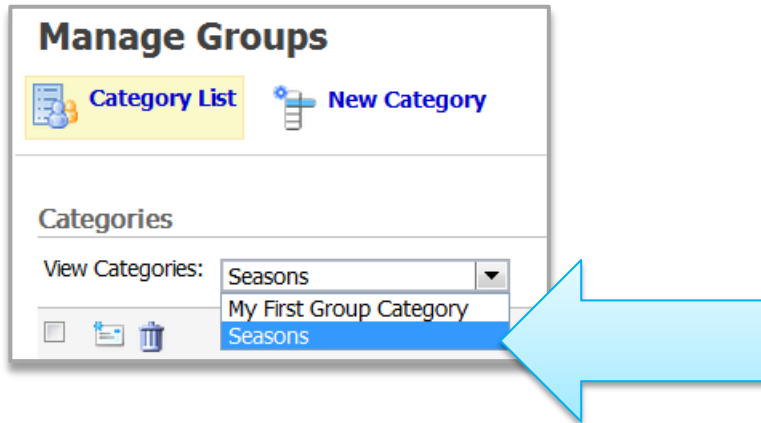 Manage Groups
Category List New Category
Categories
View Categories: Seasons
My First Group Category
Seasons